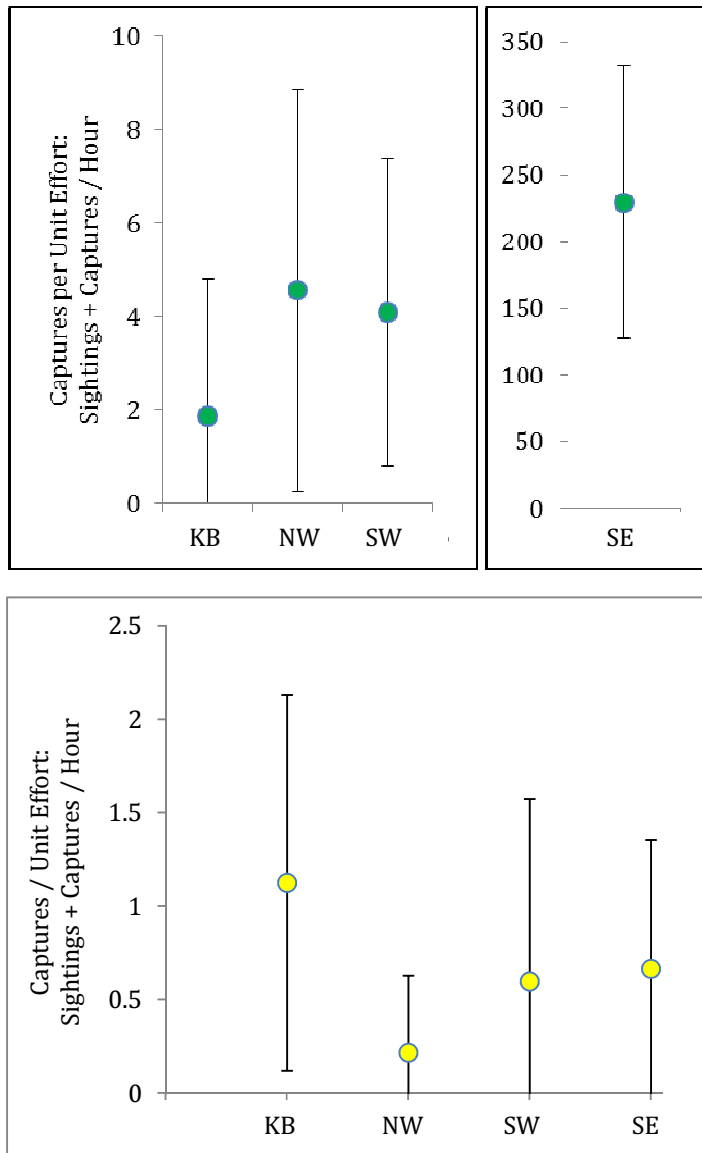 Captures per Unit Effort:
Sightings + Captures / Hour
10
8
6
4
2
0
KB NW SW
350
300
250
200
150
100
50
0
SE
Captures / Unit Effort:
Sightings + Captures / Hour
2.5
2
1.5
1
0.5
0
KB NW SW SE